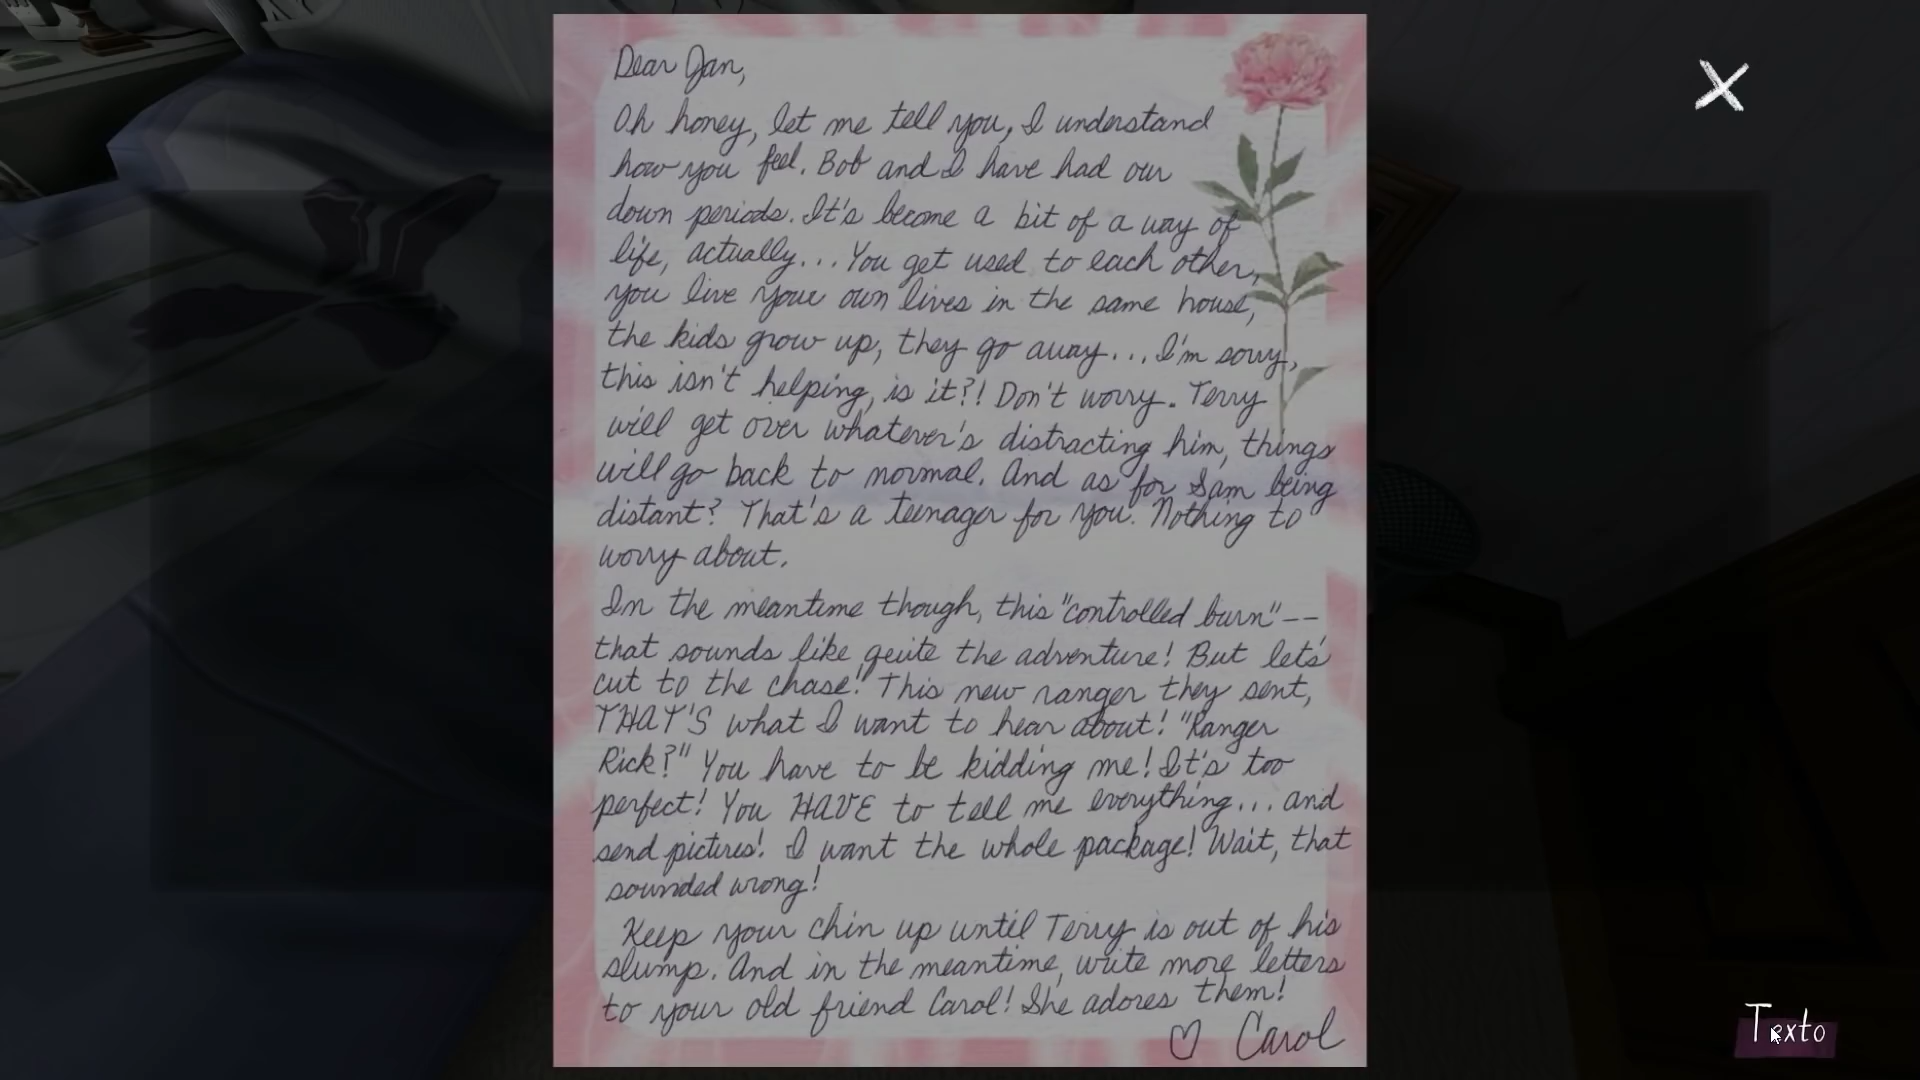 Dear Jan,
Oh honey, let me tell you, I understand
how you feel. Bob and I have had our
down periods. It's become a bit of a way of
life, actually... You get used to each other,
you live your own lives in the same house,
the kids grow up, they go away... I'm sorry,
this isn't helping, is it?! Don't worry. Terry
will get over whatever's distracting him, things
will go back to normal. And as for Sam being
distant? That's a teenager for you. Nothing to
worry about.
In the meantime though, this "controlled burn"--
that sounds like quite the adventure! But let's
cut to the chase! This new ranger they sent,
THAT'S what I want to hear about! "Ranger
Rick?" You have to be kidding me! It's too
perfect! You HAVE to tell me everything... and
send pictures! I want the whole package! Wait, that
sounded wrong!
Keep your chin up until Terry is out of his
slump. And in the meantime, write more letters
to your old friend Carol! She adores them!
♡ Carol
Texto